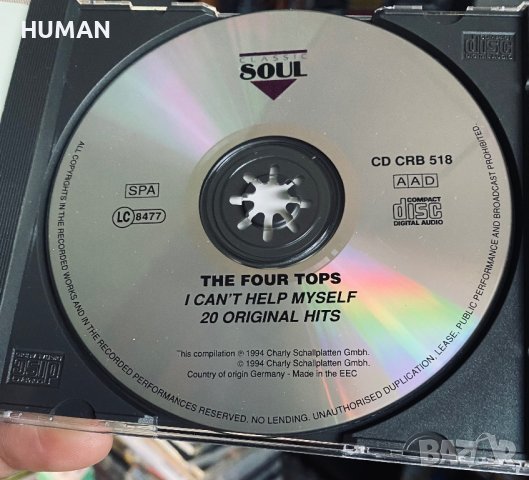 HUMAN
CLASSIC
SOUL
CD CRB 518
SPA
AAD
LC 8477
COMPACT
disc
DIGITAL AUDIO
THE FOUR TOPS
I CAN'T HELP MYSELF
20 ORIGINAL HITS
This compilation ℗ 1994 Charly Schallplatten Gmbh.
© 1994 Charly Schallplatten Gmbh.
Country of origin Germany - Made in the EEC
ALL COPYRIGHTS IN THE RECORDED WORKS AND IN THE RECORDED PERFORMANCES RESERVED. NO LENDING. UNAUTHORISED DUPLICATION, LEASE, PUBLIC PERFORMANCE AND BROADCAST PROHIBITED
disc
BAZAR